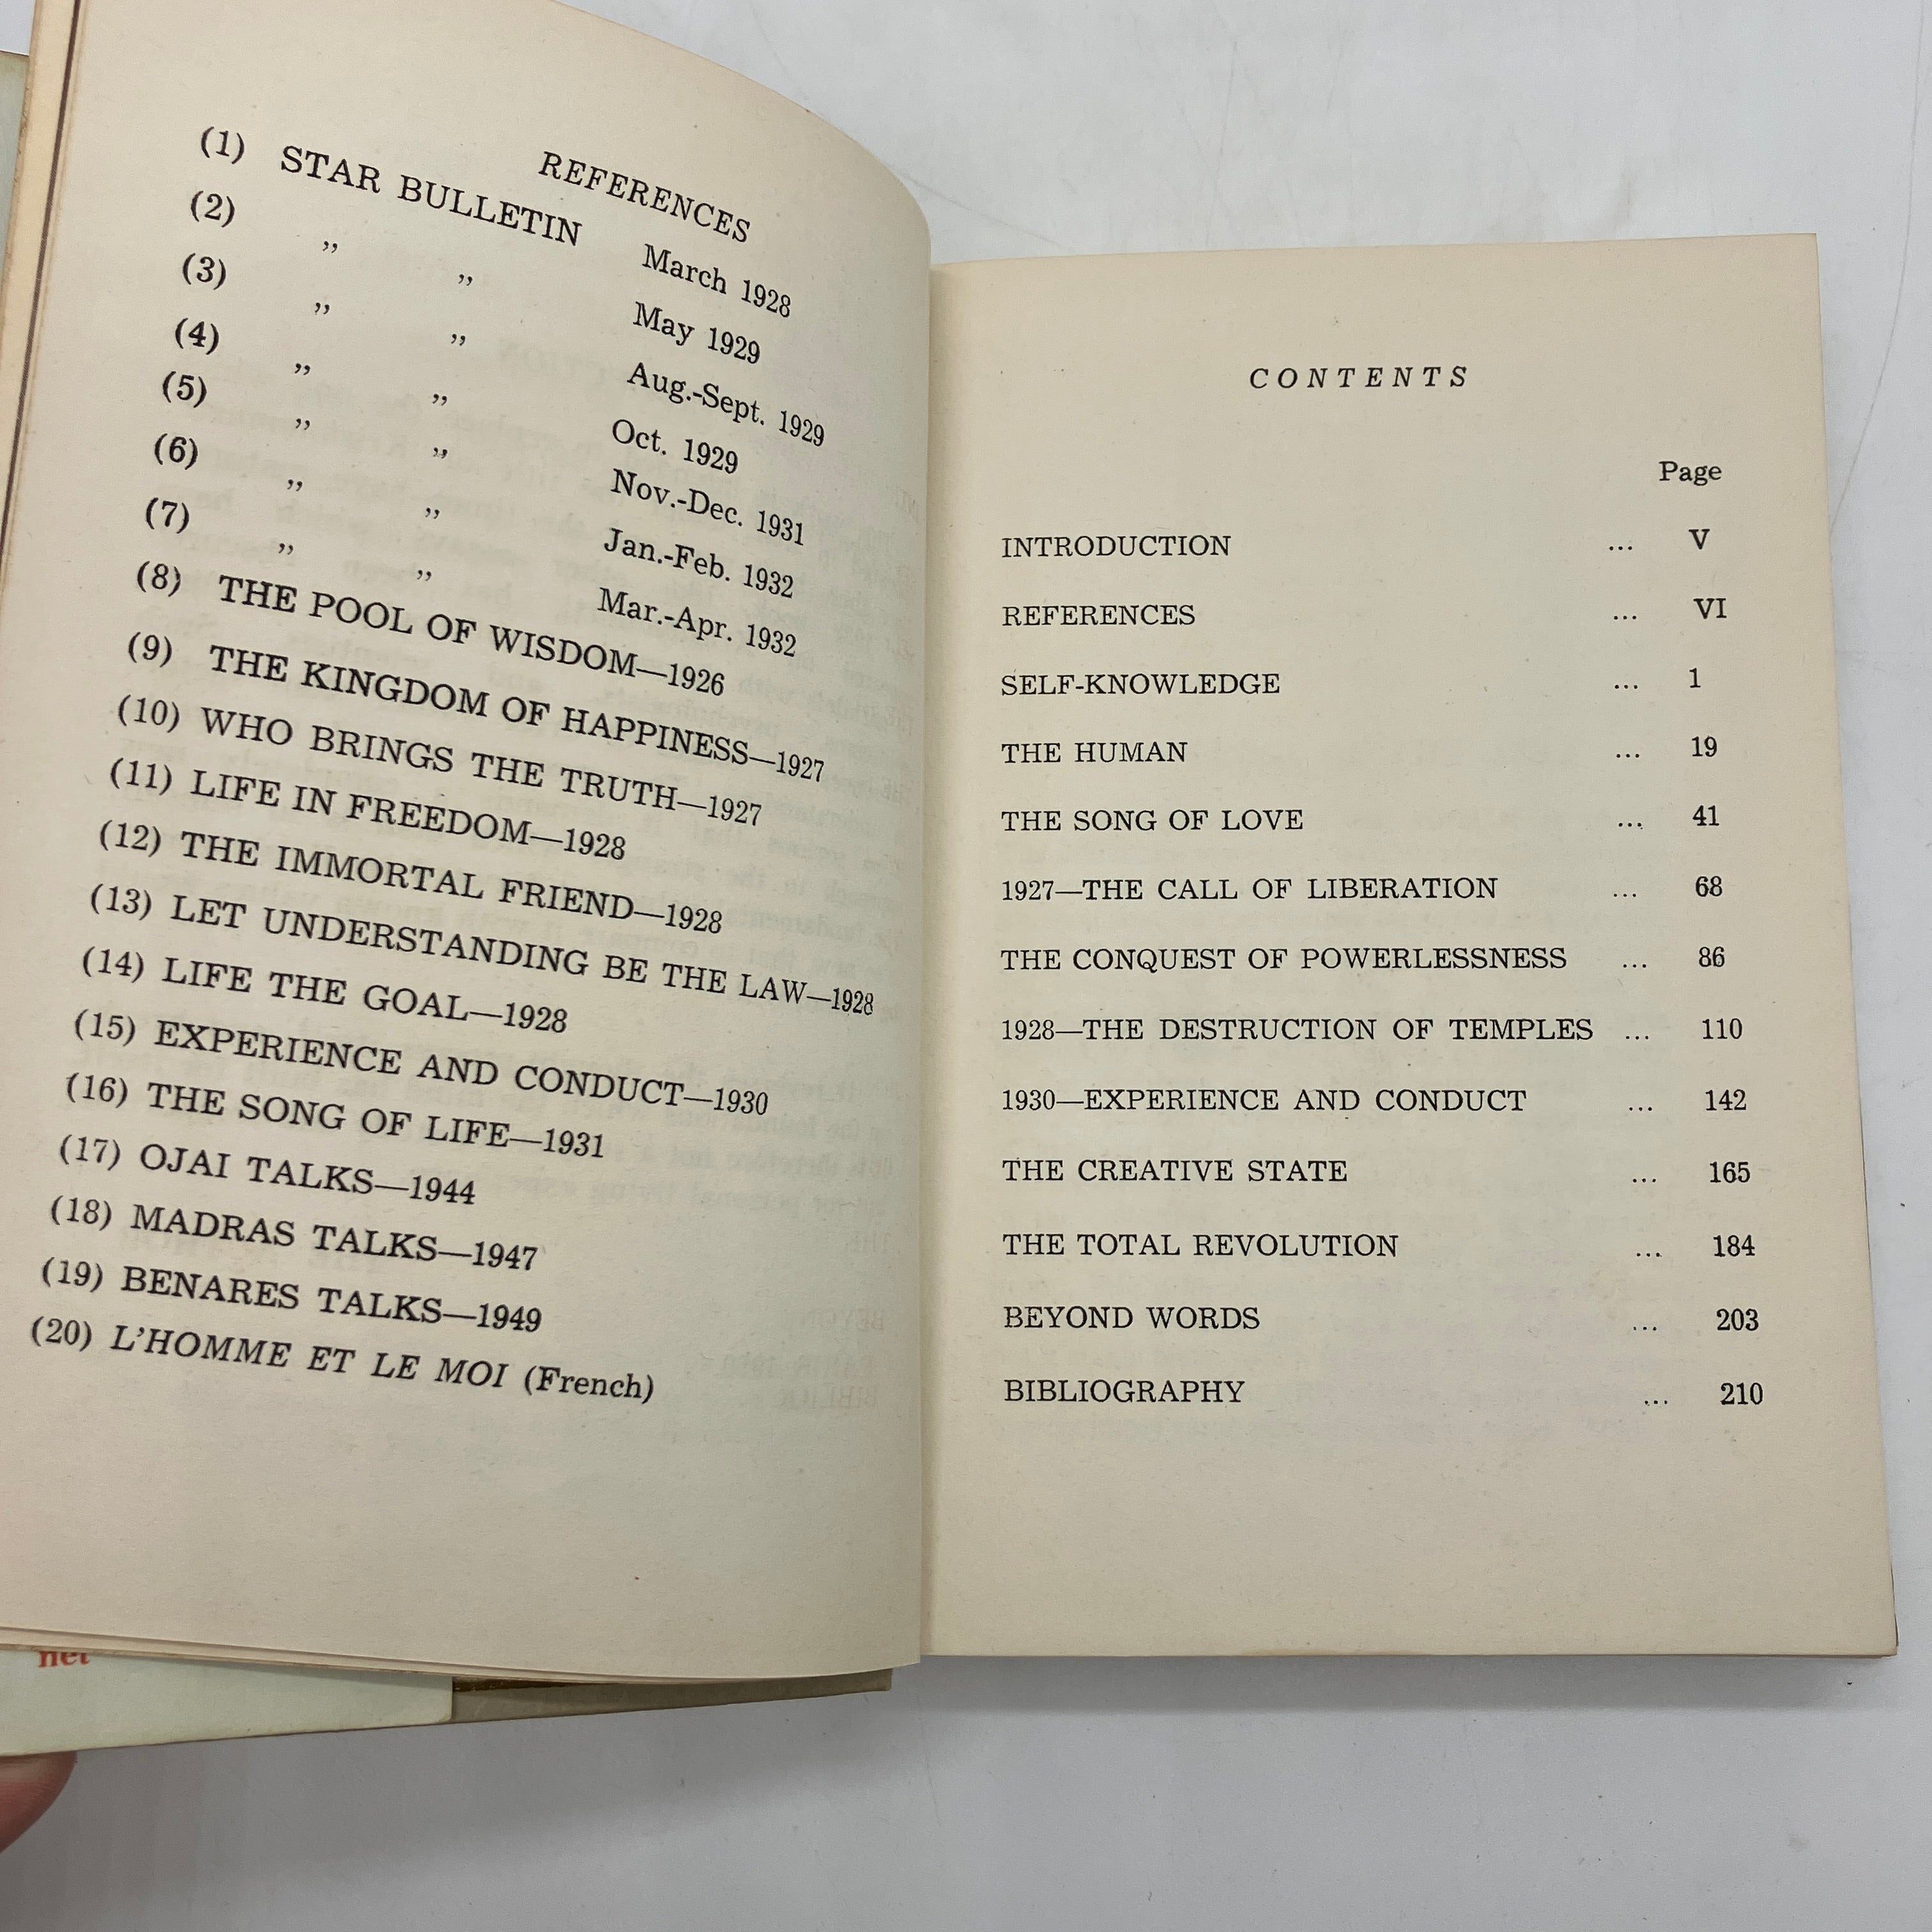 REFERENCES
(1) STAR BULLETIN March 1928
(2) ” ” May 1929
(3) ” ” Aug.-Sept. 1929
(4) ” ” Oct. 1929
(5) ” ” Nov.-Dec. 1931
(6) ” ” Jan.-Feb. 1932
(7) ” ” Mar.-Apr. 1932
(8) THE POOL OF WISDOM—1926
(9) THE KINGDOM OF HAPPINESS—1927
(10) WHO BRINGS THE TRUTH—1927
(11) LIFE IN FREEDOM—1928
(12) THE IMMORTAL FRIEND—1928
(13) LET UNDERSTANDING BE THE LAW—1928
(14) LIFE THE GOAL—1928
(15) EXPERIENCE AND CONDUCT—1930
(16) THE SONG OF LIFE—1931
(17) OJAI TALKS—1944
(18) MADRAS TALKS—1947
(19) BENARES TALKS—1949
(20) L’HOMME ET LE MOI (French)
net
CONTENTS
Page
INTRODUCTION ... V
REFERENCES ... VI
SELF-KNOWLEDGE ... 1
THE HUMAN ... 19
THE SONG OF LOVE ... 41
1927—THE CALL OF LIBERATION ... 68
THE CONQUEST OF POWERLESSNESS ... 86
1928—THE DESTRUCTION OF TEMPLES ... 110
1930—EXPERIENCE AND CONDUCT ... 142
THE CREATIVE STATE ... 165
THE TOTAL REVOLUTION ... 184
BEYOND WORDS ... 203
BIBLIOGRAPHY ... 210